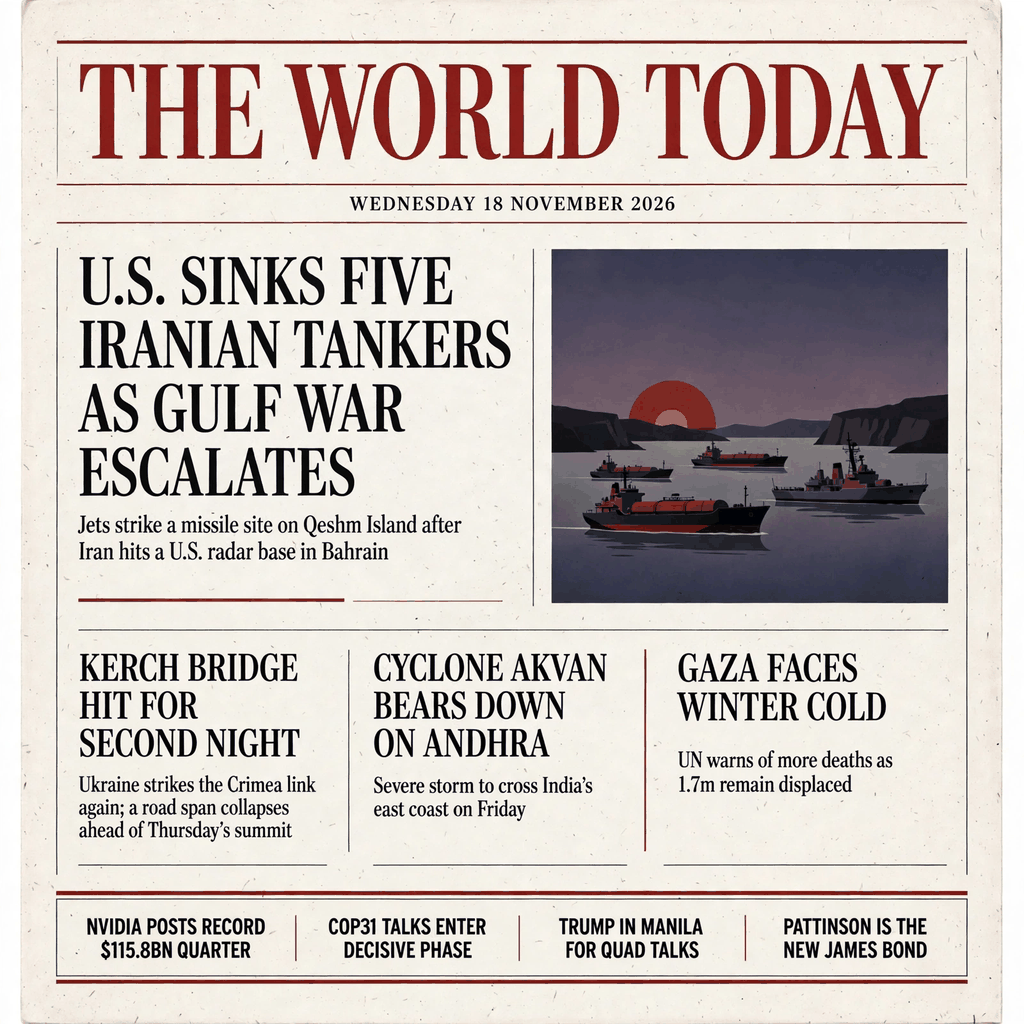 THE WORLD TODAY
WEDNESDAY 18 NOVEMBER 2026
U.S. SINKS FIVE
IRANIAN TANKERS
AS GULF WAR
ESCALATES
Jets strike a missile site on Qeshm Island after
Iran hits a U.S. radar base in Bahrain
KERCH BRIDGE
HIT FOR
SECOND NIGHT
Ukraine strikes the Crimea link
again; a road span collapses
ahead of Thursday's summit
CYCLONE AKVAN
BEARS DOWN
ON ANDHRA
Severe storm to cross India's
east coast on Friday
GAZA FACES
WINTER COLD
UN warns of more deaths as
1.7m remain displaced
NVIDIA POSTS RECORD
$115.8BN QUARTER
COP31 TALKS ENTER
DECISIVE PHASE
TRUMP IN MANILA
FOR QUAD TALKS
PATTINSON IS THE
NEW JAMES BOND